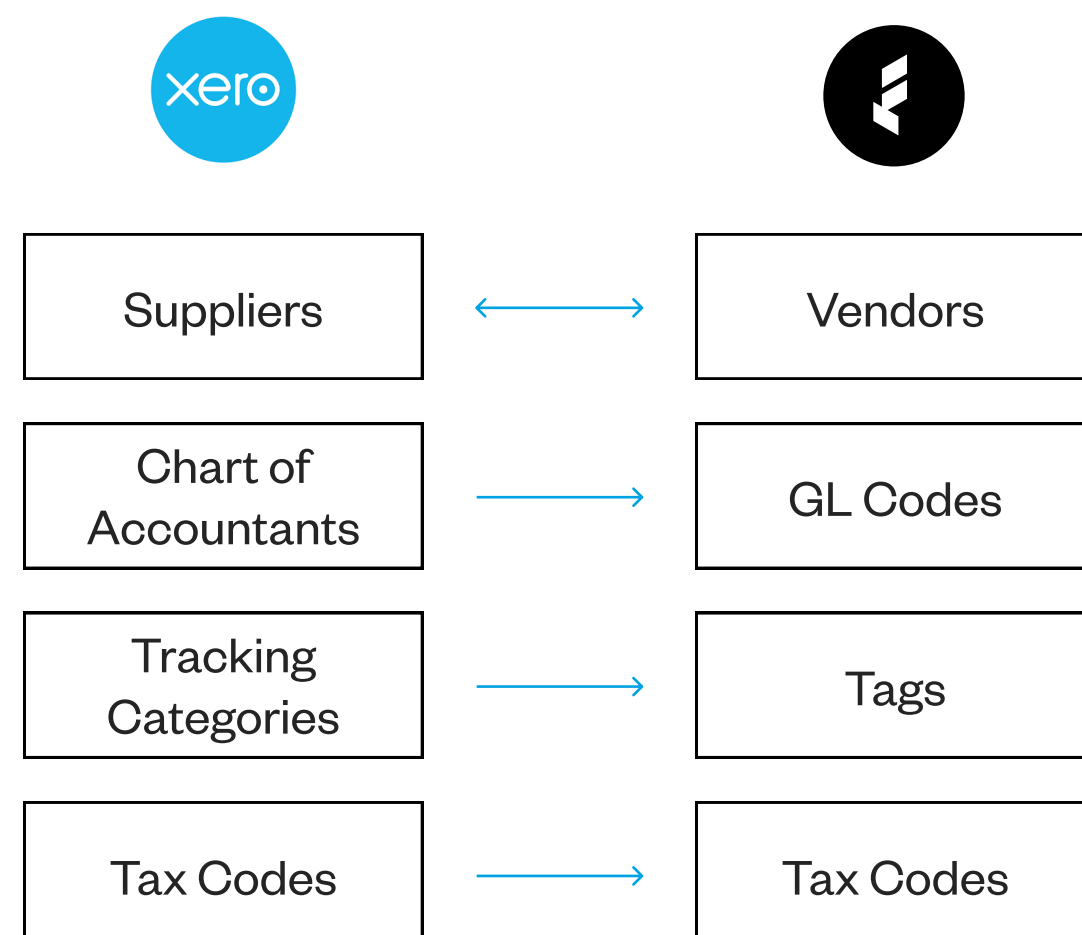 xero
Suppliers
Vendors
Chart of
Accountants
GL Codes
Tracking
Categories
Tags
Tax Codes
Tax Codes